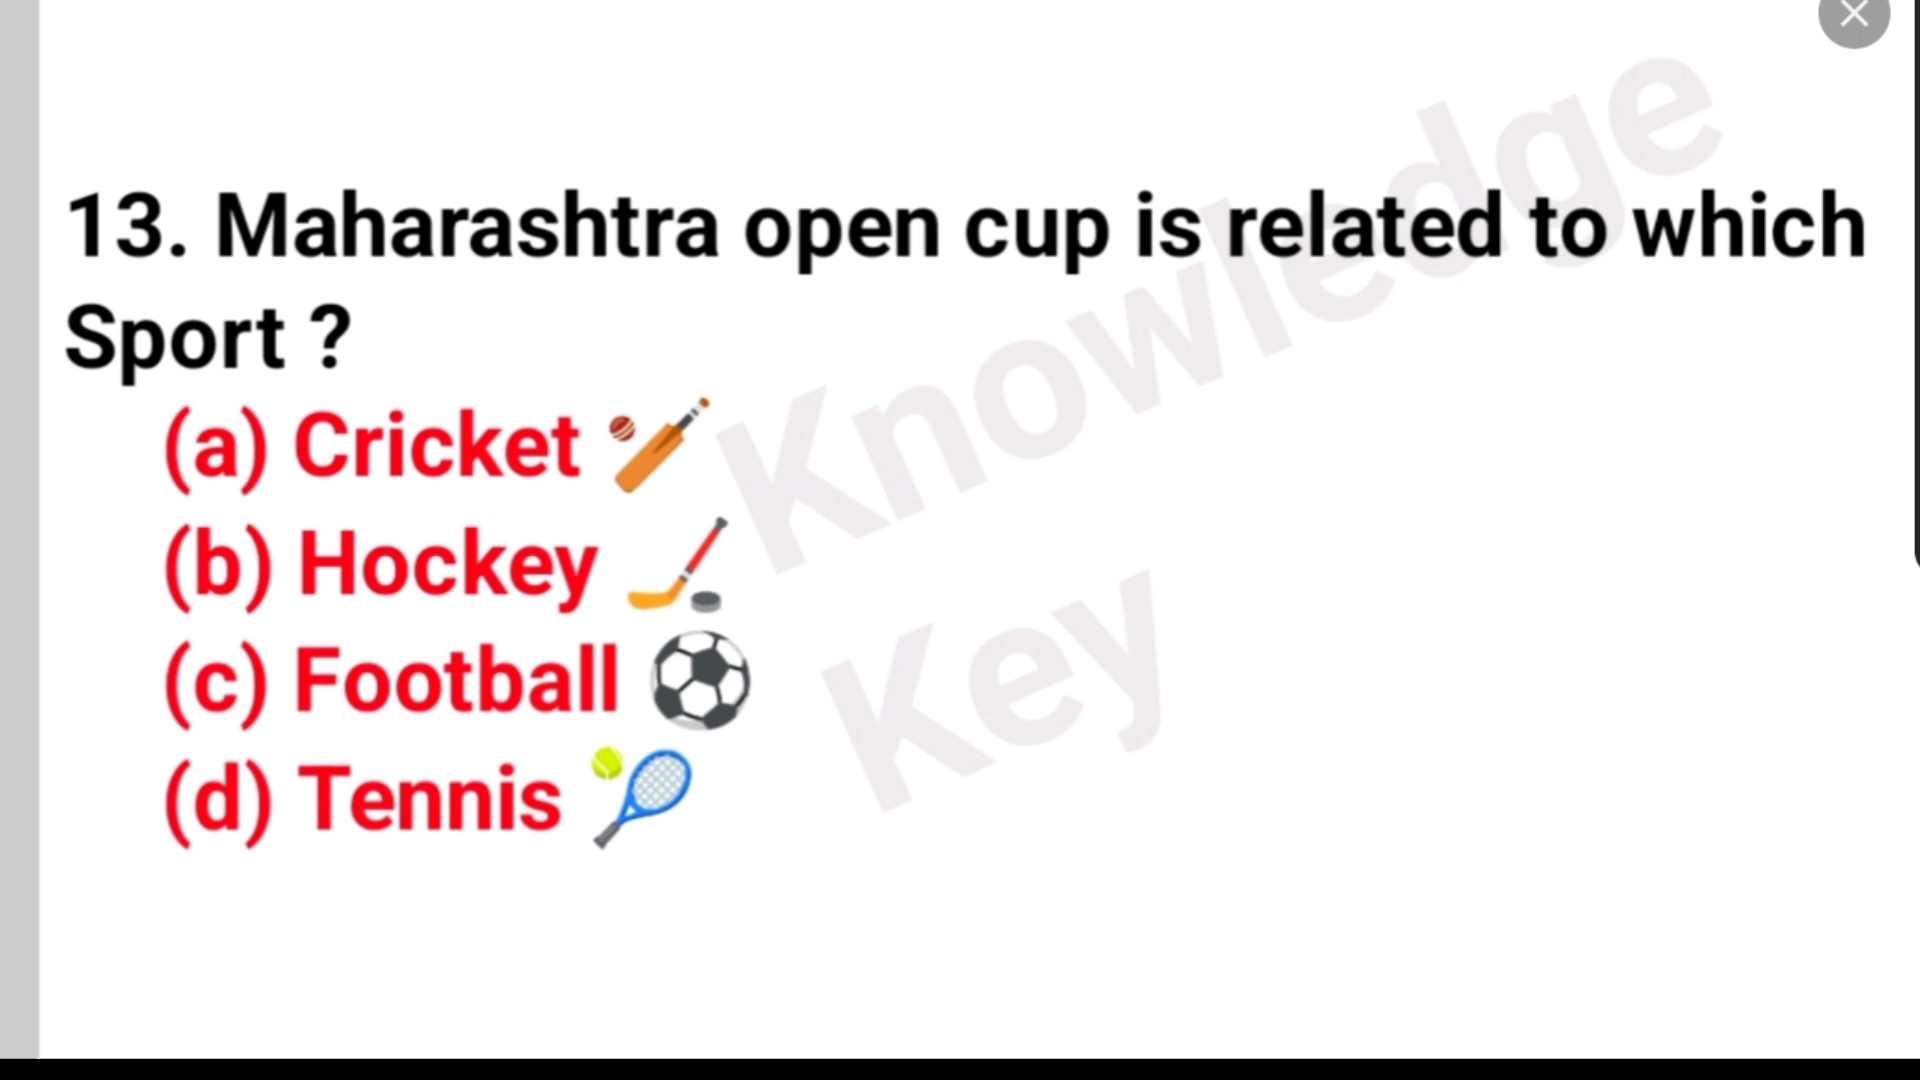 13. Maharashtra open cup is related to which
Sport ?
(a) Cricket 🏏
(b) Hockey 🏒
(c) Football ⚽
(d) Tennis 🎾
Knowledge
Key